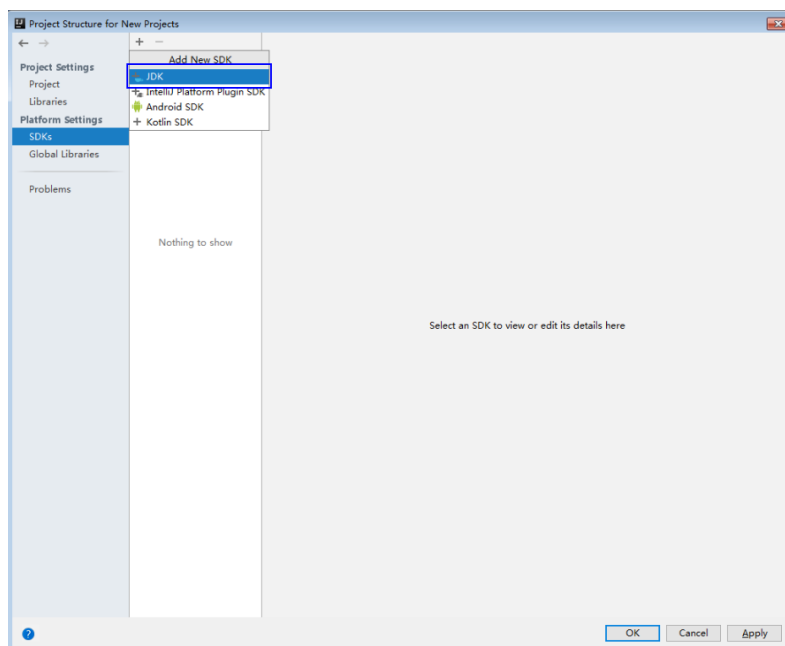 Project Structure for New Projects
Add New SDK
Project Settings
JDK
Project
IntelliJ Platform Plugin SDK
Libraries
Android SDK
Platform Settings
Kotlin SDK
SDKs
Global Libraries
Problems
Nothing to show
Select an SDK to view or edit its details here
OK Cancel Apply